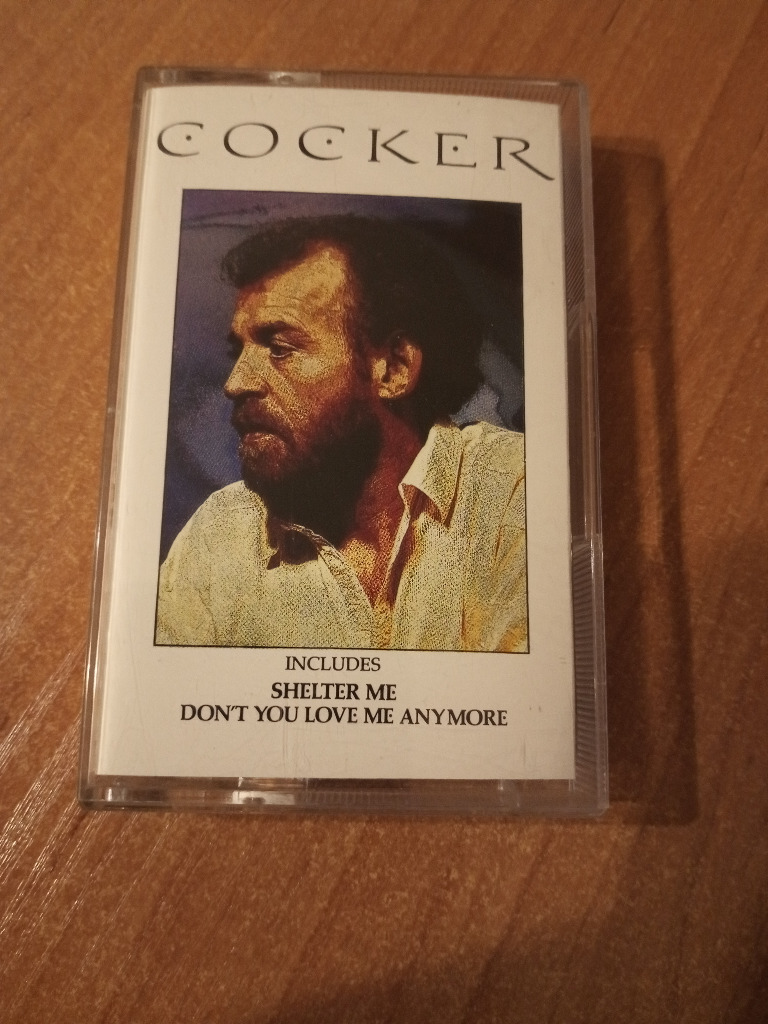 COCKER
INCLUDES
SHELTER ME
DON'T YOU LOVE ME ANYMORE